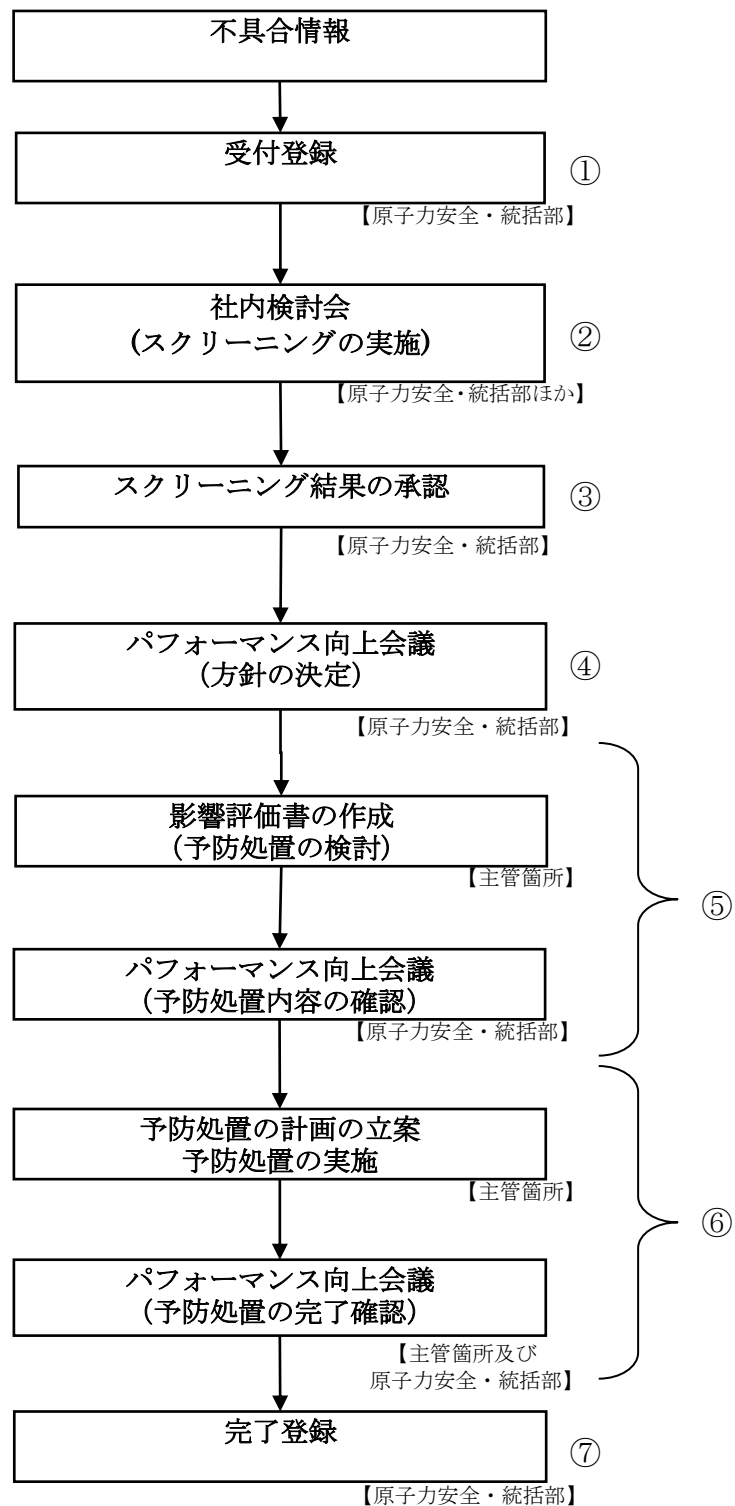 不具合情報
受付登録
①
【原子力安全・統括部】
社内検討会
(スクリーニングの実施)
②
【原子力安全・統括部ほか】
スクリーニング結果の承認
③
【原子力安全・統括部】
パフォーマンス向上会議
(方針の決定)
④
【原子力安全・統括部】
影響評価書の作成
(予防処置の検討)
【主管箇所】
⑤
パフォーマンス向上会議
(予防処置内容の確認)
【原子力安全・統括部】
予防処置の計画の立案
予防処置の実施
【主管箇所】
⑥
パフォーマンス向上会議
(予防処置の完了確認)
【主管箇所及び
原子力安全・統括部】
完了登録
⑦
【原子力安全・統括部】